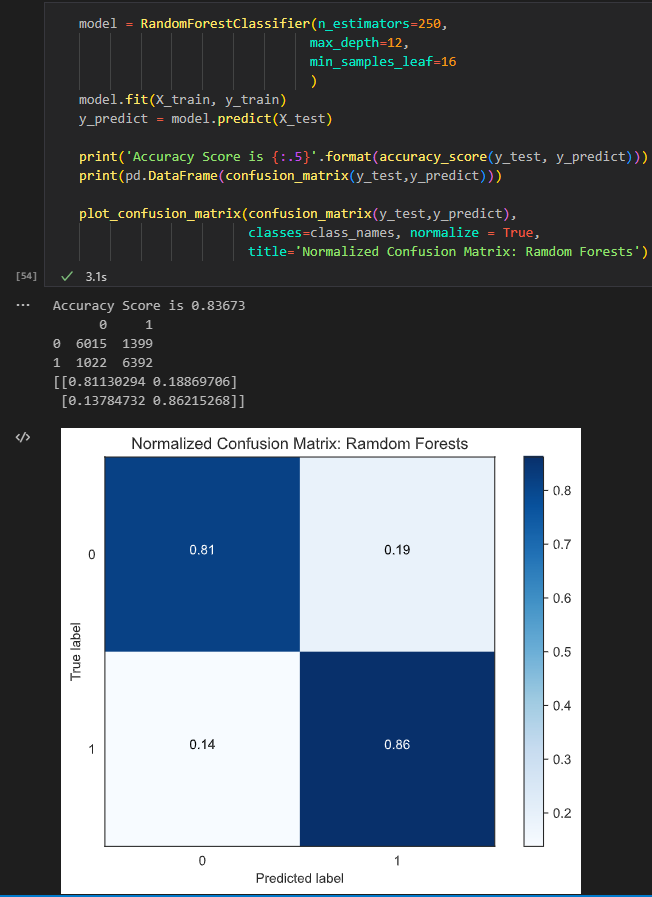 model = RandomForestClassifier(n_estimators=250,
max_depth=12,
min_samples_leaf=16
)
model.fit(X_train, y_train)
y_predict = model.predict(X_test)
print('Accuracy Score is {:.5}'.format(accuracy_score(y_test, y_predict)))
print(pd.DataFrame(confusion_matrix(y_test,y_predict)))
plot_confusion_matrix(confusion_matrix(y_test,y_predict),
classes=class_names, normalize = True,
title='Normalized Confusion Matrix: Ramdom Forests')
[54] ✓ 3.1s
... Accuracy Score is 0.83673
0 1
0 6015 1399
1 1022 6392
[[0.81130294 0.18869706]
[0.13784732 0.86215268]]
</>
Normalized Confusion Matrix: Ramdom Forests
0.8
0 0.81 0.19
0.7
0.6
True label
0.5
0.4
1 0.14 0.86
0.3
0.2
0 1
Predicted label